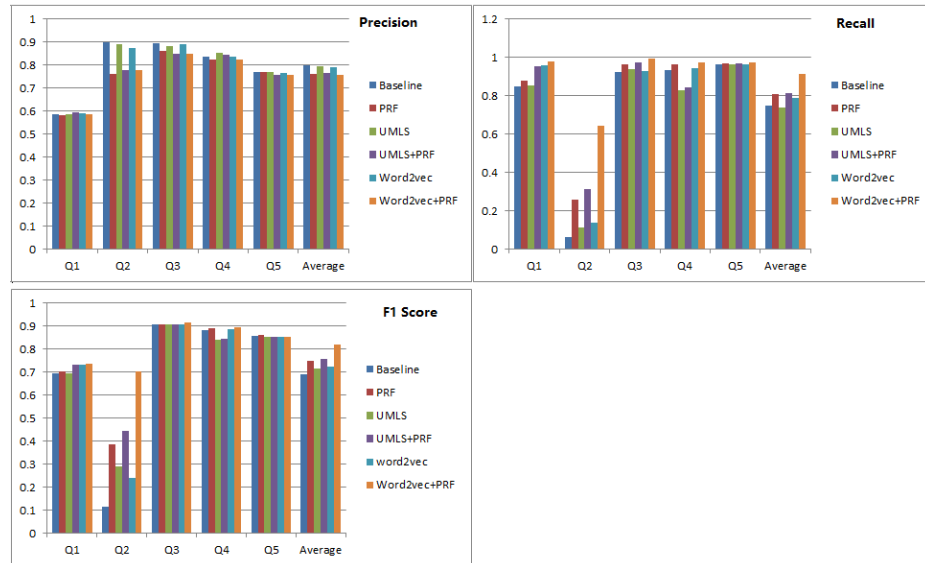 Precision
1
0.9
0.8
0.7
0.6
0.5
0.4
0.3
0.2
0.1
0
Q1 Q2 Q3 Q4 Q5 Average
Baseline
PRF
UMLS
UMLS+PRF
Word2vec
Word2vec+PRF
Recall
1.2
1
0.8
0.6
0.4
0.2
0
Q1 Q2 Q3 Q4 Q5 Average
Baseline
PRF
UMLS
UMLS+PRF
Word2vec
Word2vec+PRF
F1 Score
1
0.9
0.8
0.7
0.6
0.5
0.4
0.3
0.2
0.1
0
Q1 Q2 Q3 Q4 Q5 Average
Baseline
PRF
UMLS
UMLS+PRF
word2vec
Word2vec+PRF